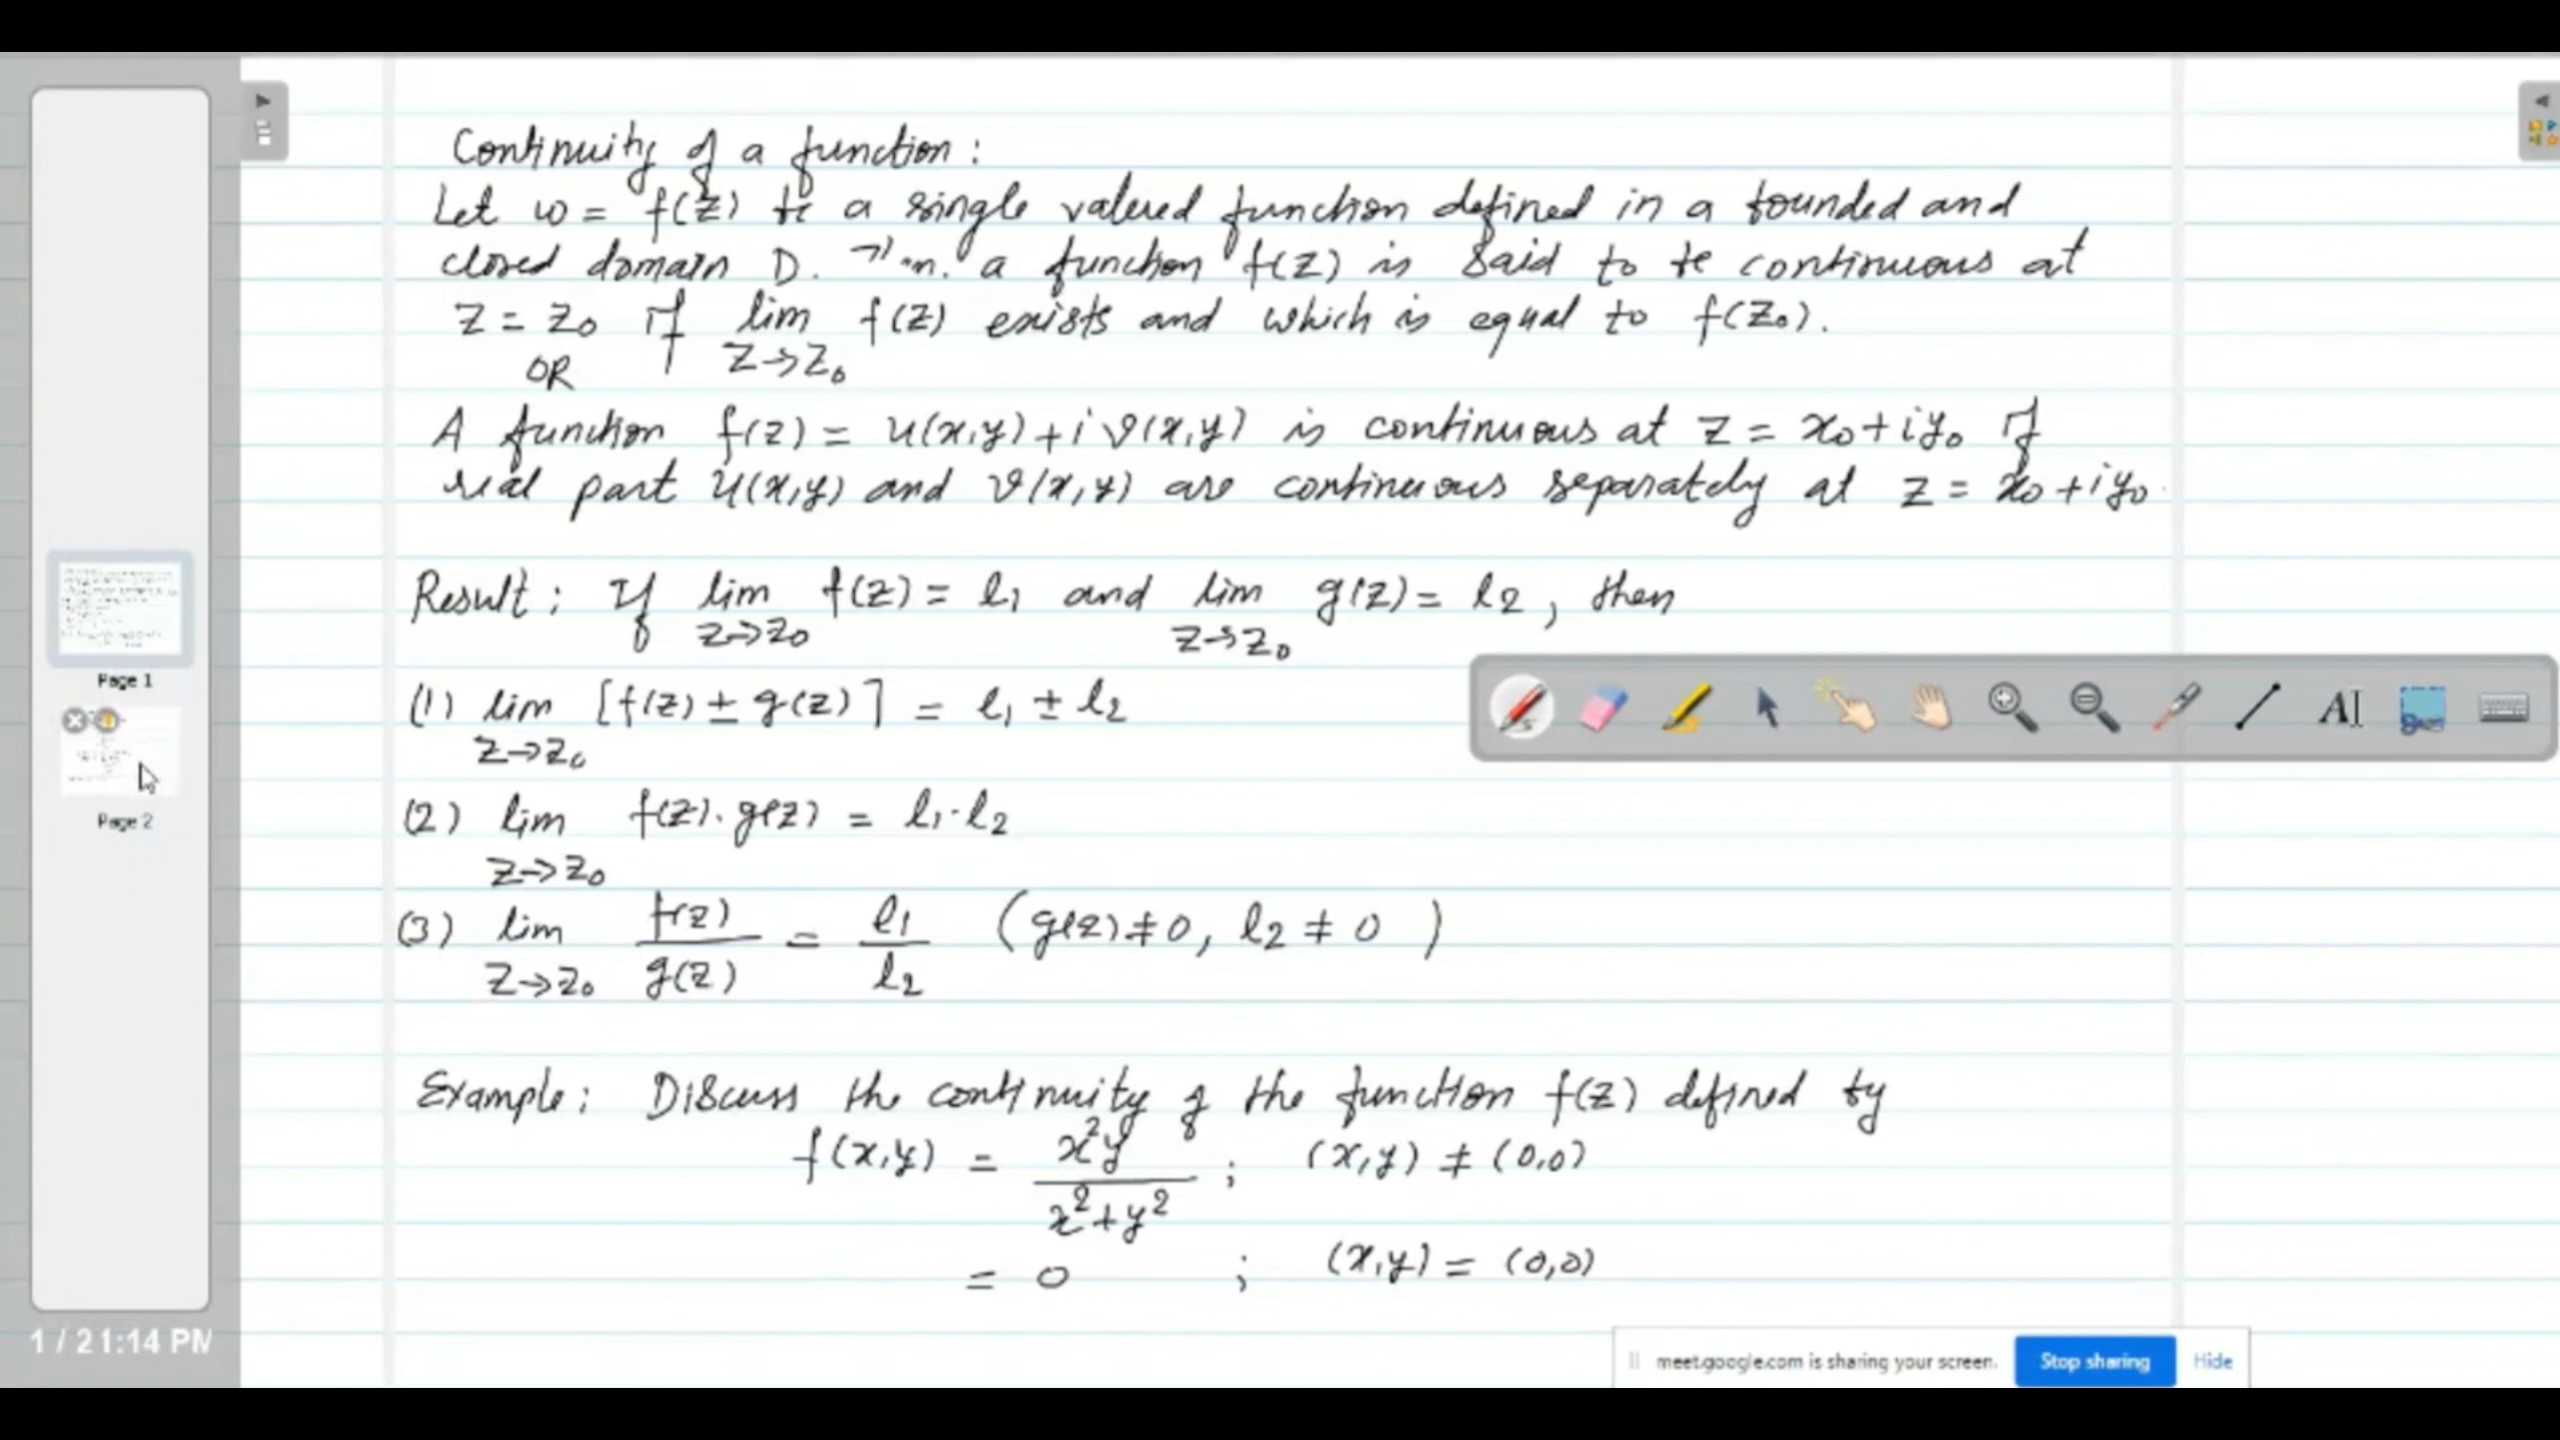 Continuity of a function :
Let w = f(z) be a single valued function defined in a bounded and
closed domain D. Then a function f(z) is said to be continuous at
z = z₀ if lim f(z) exists and which is equal to f(z₀).
z→z₀
OR
A function f(z) = u(x,y) + i v(x,y) is continuous at z = x₀+iy₀ if
real part u(x,y) and v(x,y) are continuous separately at z = x₀+iy₀.
Result : If lim f(z) = l₁ and lim g(z) = l₂, then
z→z₀ z→z₀
(1) lim [f(z) ± g(z)] = l₁ ± l₂
z→z₀
(2) lim f(z). g(z) = l₁·l₂
z→z₀
(3) lim f(z)/g(z) = l₁/l₂ (g(z)≠0, l₂ ≠ 0)
z→z₀
Example : Discuss the continuity of the function f(z) defined by
f(x,y) = x²y/(x²+y²) ; (x,y) ≠ (0,0)
= 0 ; (x,y) = (0,0)
Page 1
Page 2
1 / 21:14 PM
AI
meet.google.com is sharing your screen.
Stop sharing
Hide